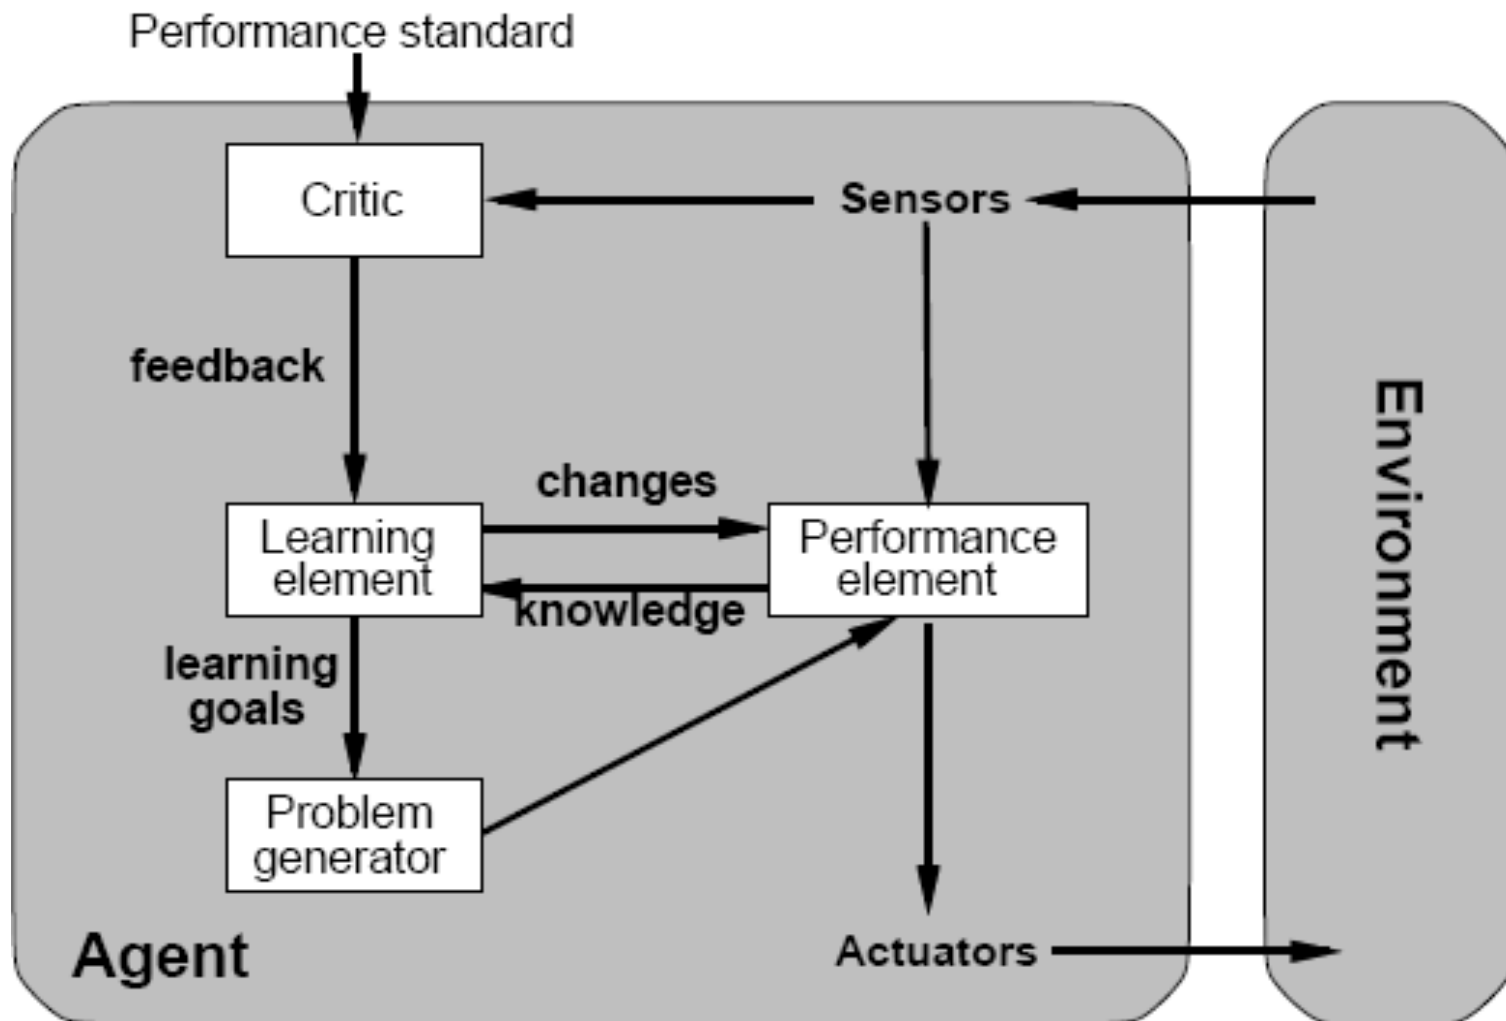 Performance standard
Critic
Sensors
feedback
changes
Learning
element
Performance
element
knowledge
learning
goals
Problem
generator
Agent
Actuators
Environment